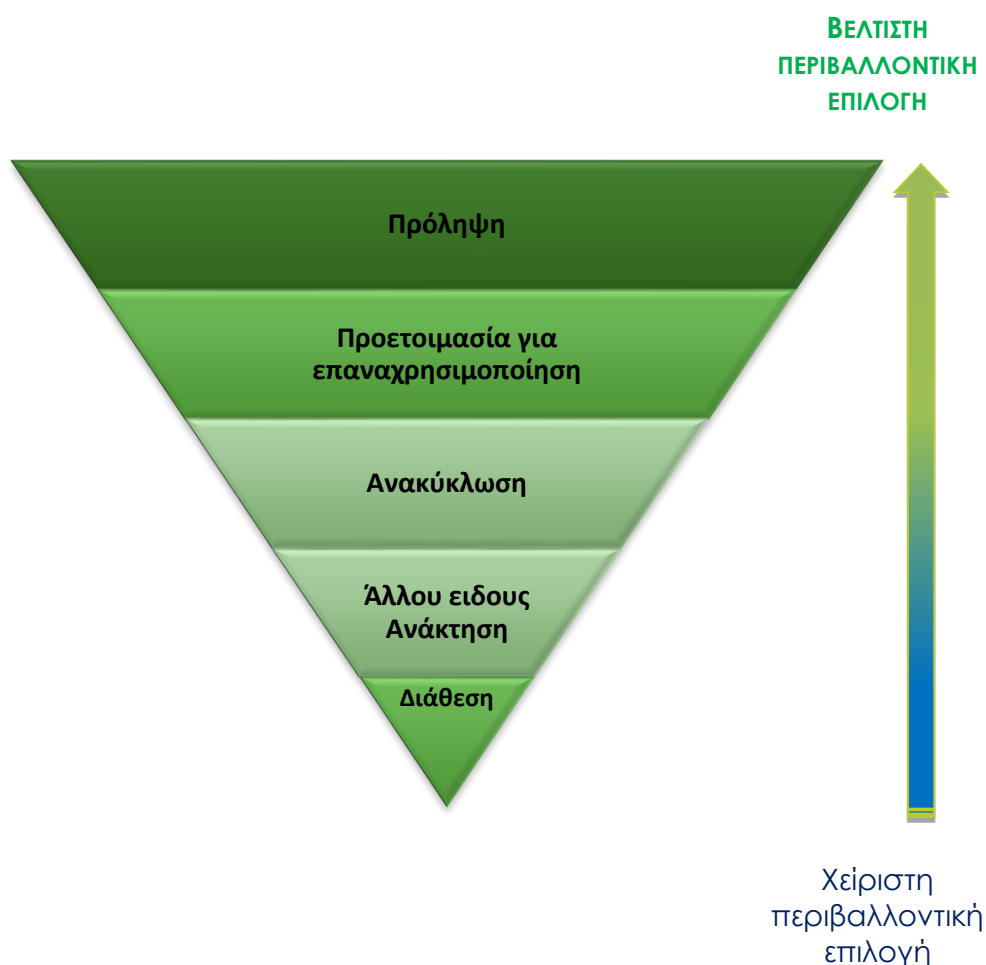 ΒΕΛΤΙΣΤΗ
ΠΕΡΙΒΑΛΛΟΝΤΙΚΗ
ΕΠΙΛΟΓΗ
Πρόληψη
Προετοιμασία για
επαναχρησιμοποίηση
Ανακύκλωση
Άλλου ειδους
Ανάκτηση
Διάθεση
Χείριστη
περιβαλλοντική
επιλογή